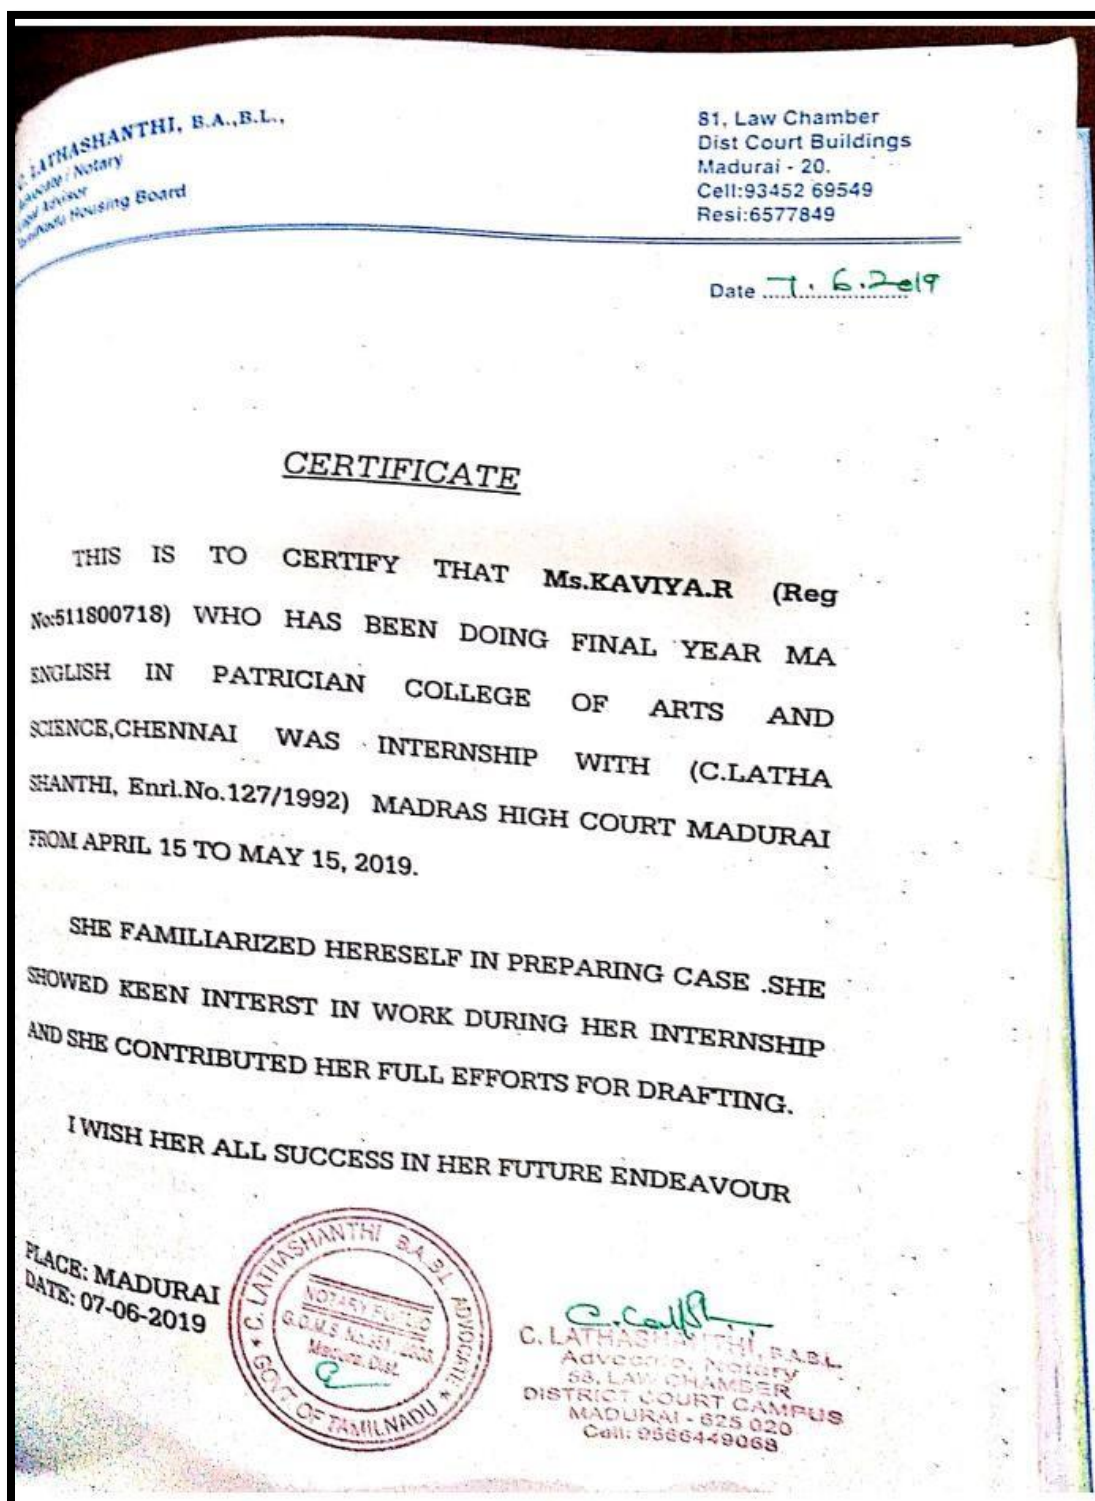 C. LATHASHANTHI, B.A.,B.L.,
Advocate / Notary
Legal Advisor
TamilNadu Housing Board
81, Law Chamber
Dist Court Buildings
Madurai - 20.
Cell:93452 69549
Resi:6577849
Date 7.6.2019
CERTIFICATE
THIS IS TO CERTIFY THAT Ms.KAVIYA.R (Reg
No:511800718) WHO HAS BEEN DOING FINAL YEAR MA
ENGLISH IN PATRICIAN COLLEGE OF ARTS AND
SCIENCE,CHENNAI WAS INTERNSHIP WITH (C.LATHA
SHANTHI, Enrl.No.127/1992) MADRAS HIGH COURT MADURAI
FROM APRIL 15 TO MAY 15, 2019.
SHE FAMILIARIZED HERESELF IN PREPARING CASE .SHE
SHOWED KEEN INTERST IN WORK DURING HER INTERNSHIP
AND SHE CONTRIBUTED HER FULL EFFORTS FOR DRAFTING.
I WISH HER ALL SUCCESS IN HER FUTURE ENDEAVOUR
PLACE: MADURAI
DATE: 07-06-2019
C. LATHASHANTHI B.A.B.L ADVOCATE
GOVT. OF TAMILNADU
NOTARY PUBLIC
G.O.M.S. No.
Madurai Dist.
C. LATHASHANTHI, B.A.B.L.
Advocate, Notary
LAW CHAMBER
DISTRICT COURT CAMPUS
MADURAI - 625 020
Cell: 9566449068